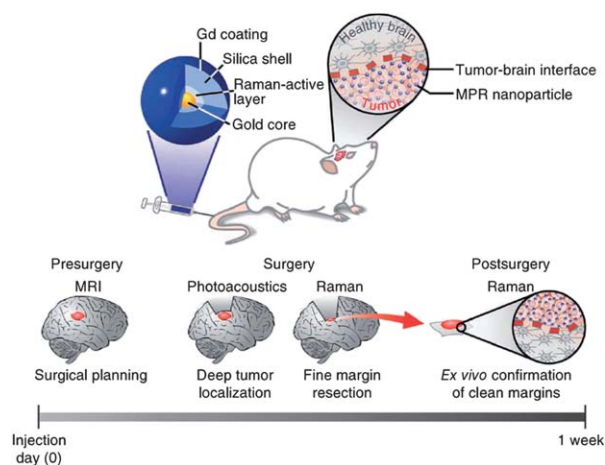 Gd coating
Silica shell
Raman-active
layer
Gold core
Healthy brain
Tumor
Tumor-brain interface
MPR nanoparticle
Presurgery
Surgery
Postsurgery
MRI
Photoacoustics
Raman
Raman
Surgical planning
Deep tumor
localization
Fine margin
resection
Ex vivo confirmation
of clean margins
Injection
day (0)
1 week